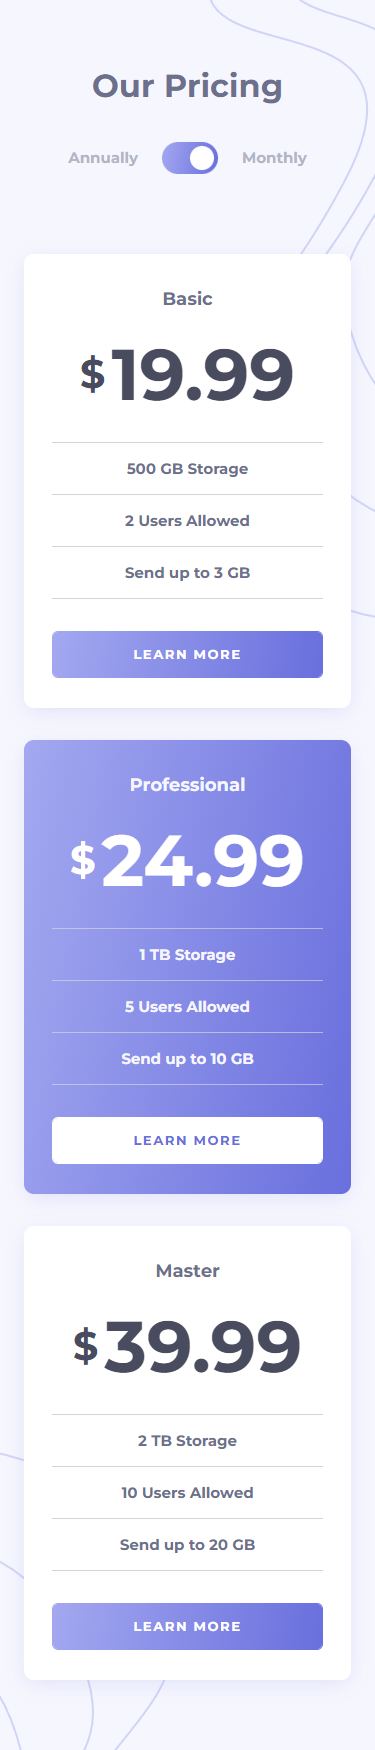 Our Pricing
Annually Monthly
Basic
$19.99
500 GB Storage
2 Users Allowed
Send up to 3 GB
LEARN MORE
Professional
$24.99
1 TB Storage
5 Users Allowed
Send up to 10 GB
LEARN MORE
Master
$39.99
2 TB Storage
10 Users Allowed
Send up to 20 GB
LEARN MORE